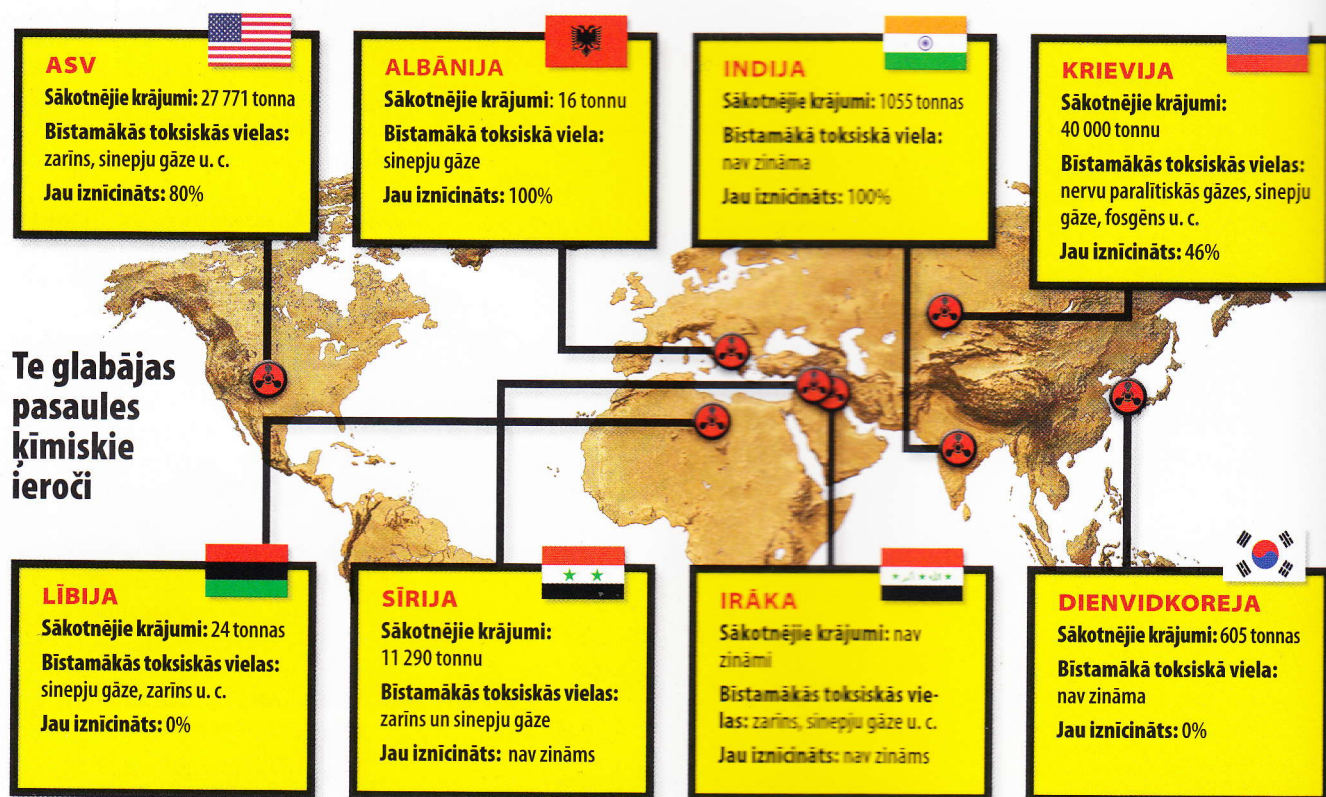 ASV
Sākotnējie krājumi: 27 771 tonna
Bīstamākās toksiskās vielas:
zarīns, sinepju gāze u. c.
Jau iznīcināts: 80%
ALBĀNIJA
Sākotnējie krājumi: 16 tonnu
Bīstamākā toksiskā viela:
sinepju gāze
Jau iznīcināts: 100%
INDIJA
Sākotnējie krājumi: 1055 tonnas
Bīstamākā toksiskā viela:
nav zināma
Jau iznīcināts: 100%
KRIEVIJA
Sākotnējie krājumi:
40 000 tonnu
Bīstamākās toksiskās vielas:
nervu paralītiskās gāzes, sinepju
gāze, fosgēns u. c.
Jau iznīcināts: 46%
Te glabājas
pasaules
ķīmiskie
ieroči
LĪBIJA
Sākotnējie krājumi: 24 tonnas
Bīstamākās toksiskās vielas:
sinepju gāze, zarīns u. c.
Jau iznīcināts: 0%
SĪRIJA
Sākotnējie krājumi:
11 290 tonnu
Bīstamākās toksiskās vielas:
zarīns un sinepju gāze
Jau iznīcināts: nav zināms
IRĀKA
Sākotnējie krājumi: nav
zināmi
Bīstamākās toksiskās vie-
las: zarīns, sinepju gāze u. c.
Jau iznīcināts: nav zināms
DIENVIDKOREJA
Sākotnējie krājumi: 605 tonnas
Bīstamākā toksiskā viela:
nav zināma
Jau iznīcināts: 0%